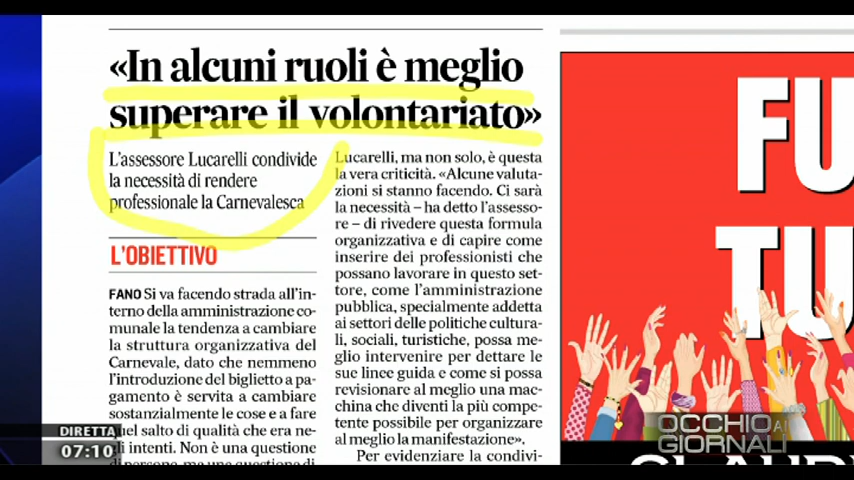 «In alcuni ruoli è meglio
superare il volontariato»
L'assessore Lucarelli condivide
la necessità di rendere
professionale la Carnevalesca
L'OBIETTIVO
FANO Si va facendo strada all'in-
terno della amministrazione co-
munale la tendenza a cambiare
la struttura organizzativa del
Carnevale, dato che nemmeno
l'introduzione del biglietto a pa-
gamento è servita a cambiare
sostanzialmente le cose e a fare
quel salto di qualità che era ne-
gli intenti. Non è una questione
di persone, ma una questione di
Lucarelli, ma non solo, è questa
la vera criticità. «Alcune valuta-
zioni si stanno facendo. Ci sarà
la necessità – ha detto l'assesso-
re – di rivedere questa formula
organizzativa e di capire come
inserire dei professionisti che
possano lavorare in questo set-
tore, come l'amministrazione
pubblica, specialmente addetta
ai settori delle politiche cultura-
li, sociali, turistiche, possa me-
glio intervenire per dettare le
sue linee guida e come si possa
revisionare al meglio una mac-
china che diventi la più compe-
tente possibile per organizzare
al meglio la manifestazione».
Per evidenziare la condivi-
FU
TU
DIRETTA
07:10
OCCHIO AI
GIORNALI